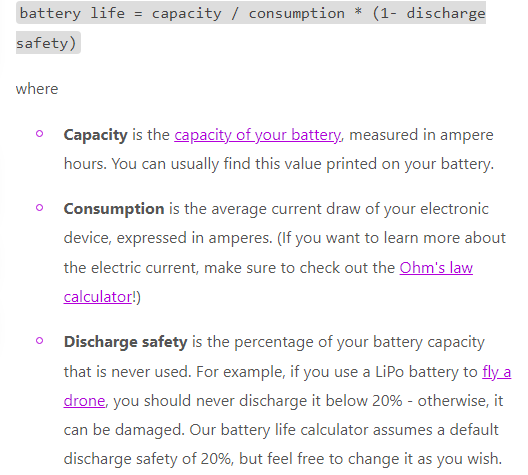 battery life = capacity / consumption * (1- discharge
safety)
where
Capacity is the capacity of your battery, measured in ampere
hours. You can usually find this value printed on your battery.
Consumption is the average current draw of your electronic
device, expressed in amperes. (If you want to learn more about
the electric current, make sure to check out the Ohm's law
calculator!)
Discharge safety is the percentage of your battery capacity
that is never used. For example, if you use a LiPo battery to fly a
drone, you should never discharge it below 20% - otherwise, it
can be damaged. Our battery life calculator assumes a default
discharge safety of 20%, but feel free to change it as you wish.